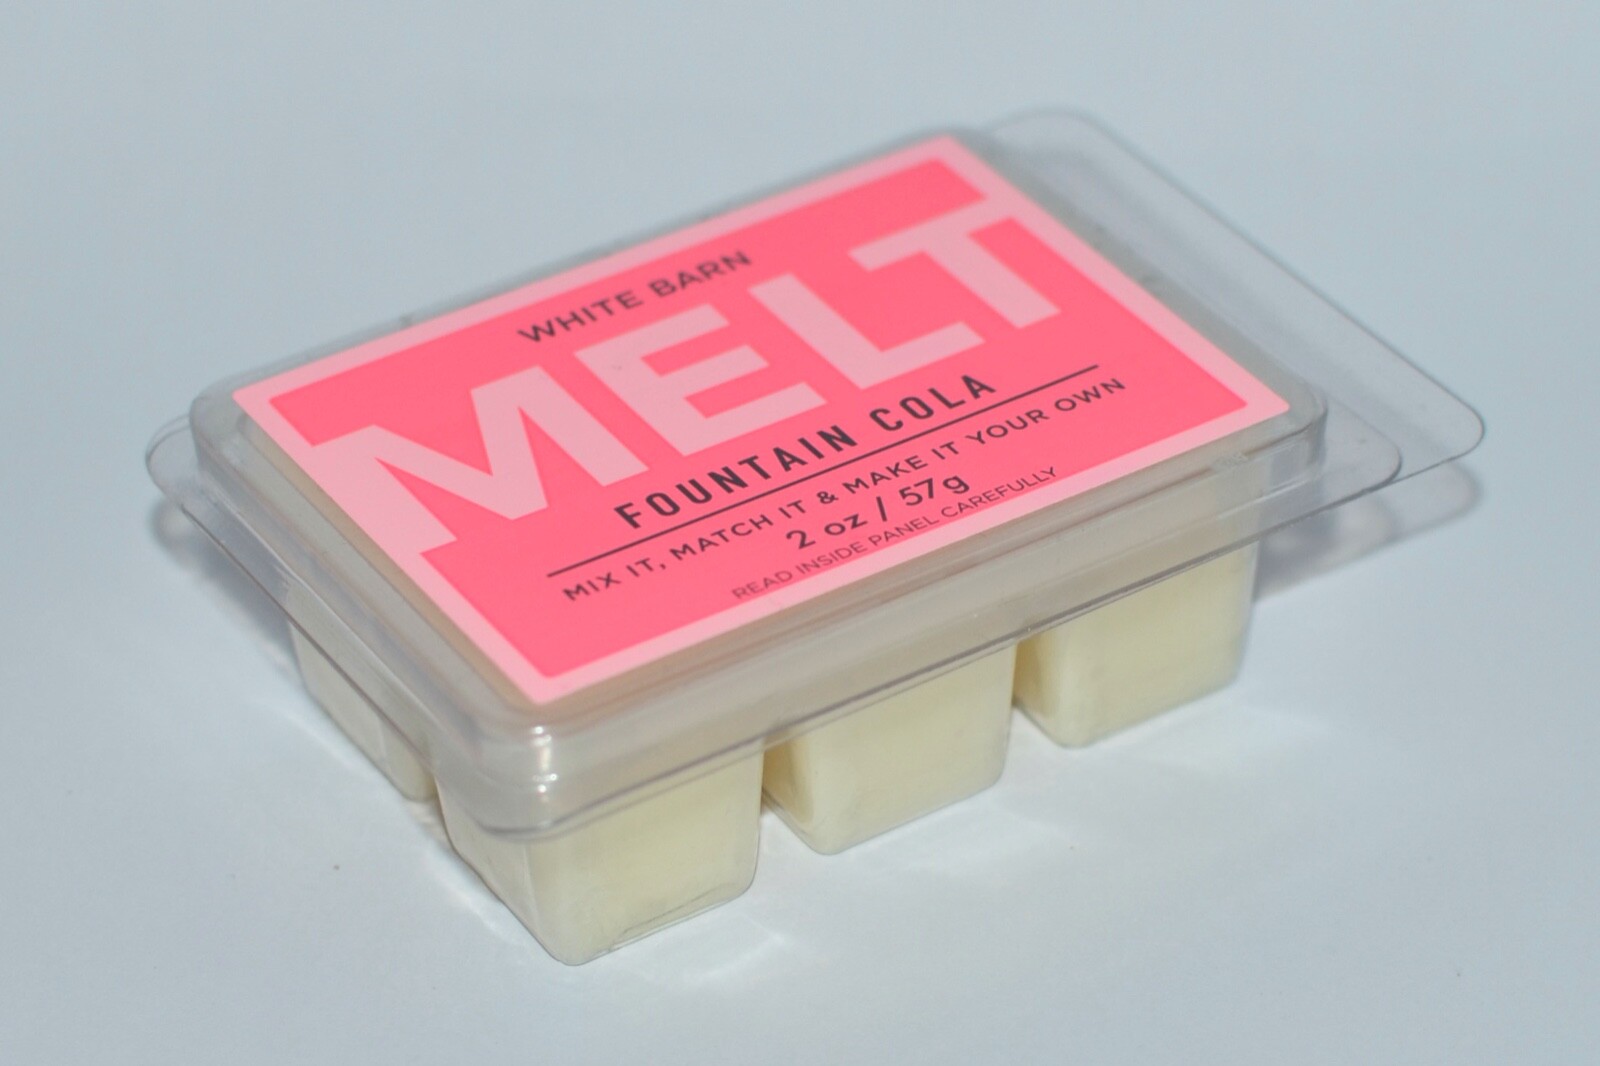 WHITE BARN
MELT
FOUNTAIN COLA
MIX IT, MATCH IT & MAKE IT YOUR OWN
2 oz / 57g
READ INSIDE PANEL CAREFULLY